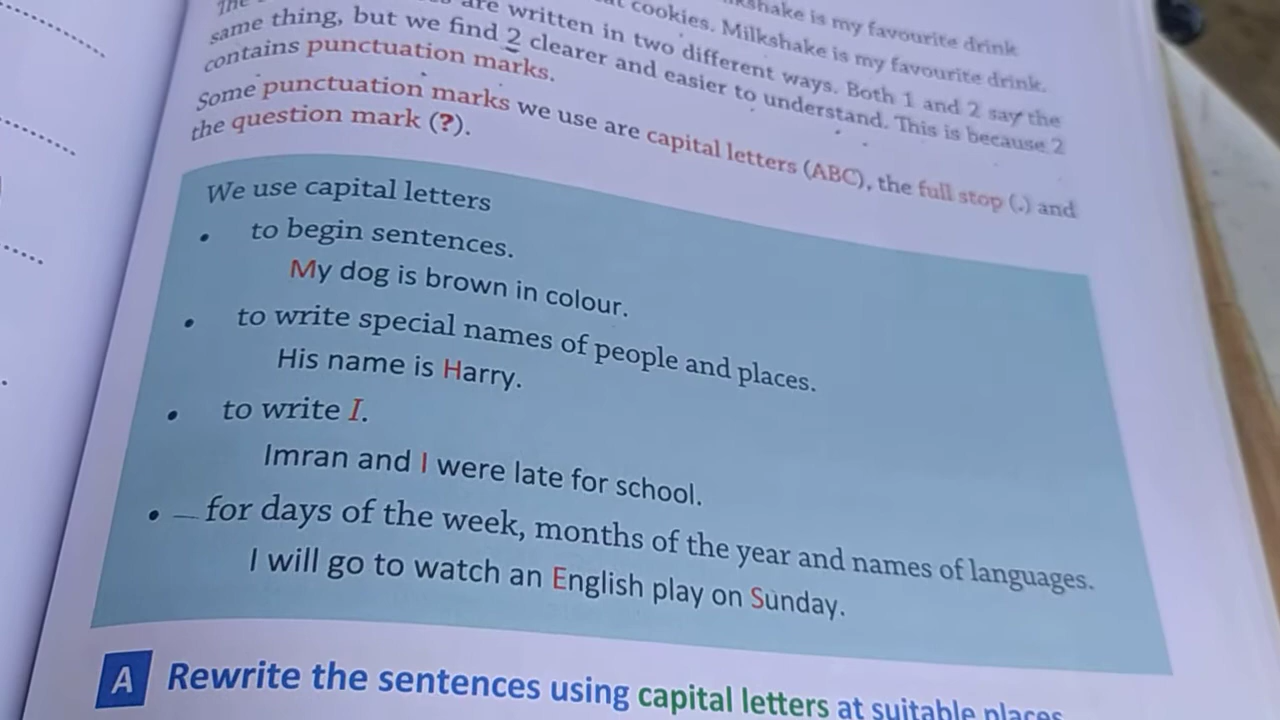 cookies. Milkshake is my favourite drink
are written in two different ways. Milkshake is my favourite drink.
same thing, but we find 2 clearer and easier to understand. Both 1 and 2 say the
contains punctuation marks. This is because 2
Some punctuation marks we use are capital letters (ABC), the full stop (.) and
the question mark (?).
We use capital letters
• to begin sentences.
My dog is brown in colour.
• to write special names of people and places.
His name is Harry.
• to write I.
Imran and I were late for school.
• for days of the week, months of the year and names of languages.
I will go to watch an English play on Sunday.
A Rewrite the sentences using capital letters at suitable places